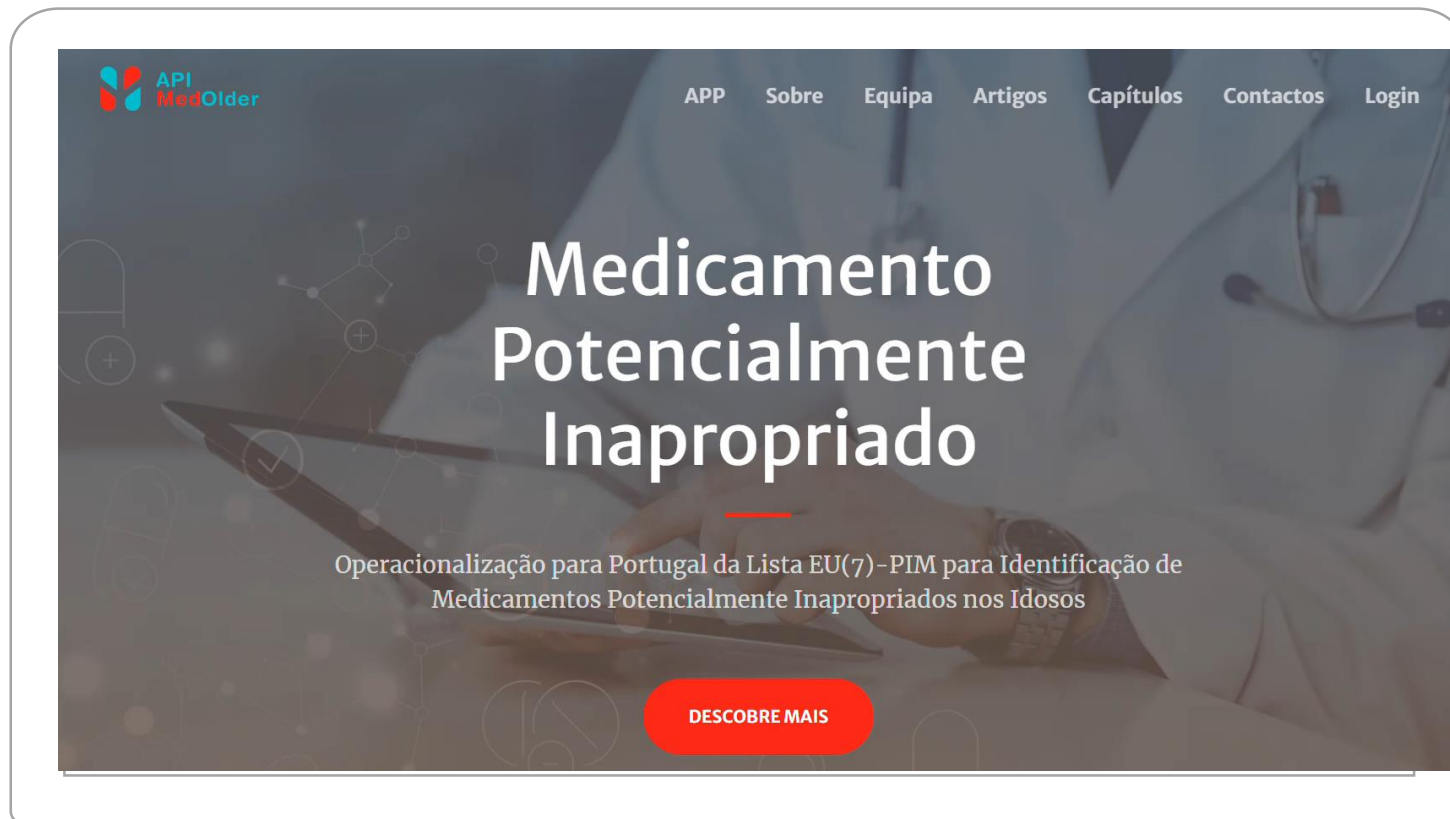 API
MedOlder
APP Sobre Equipa Artigos Capítulos Contactos Login
Medicamento
Potencialmente
Inapropriado
Operacionalização para Portugal da Lista EU(7)-PIM para Identificação de
Medicamentos Potencialmente Inapropriados nos Idosos
DESCOBRE MAIS